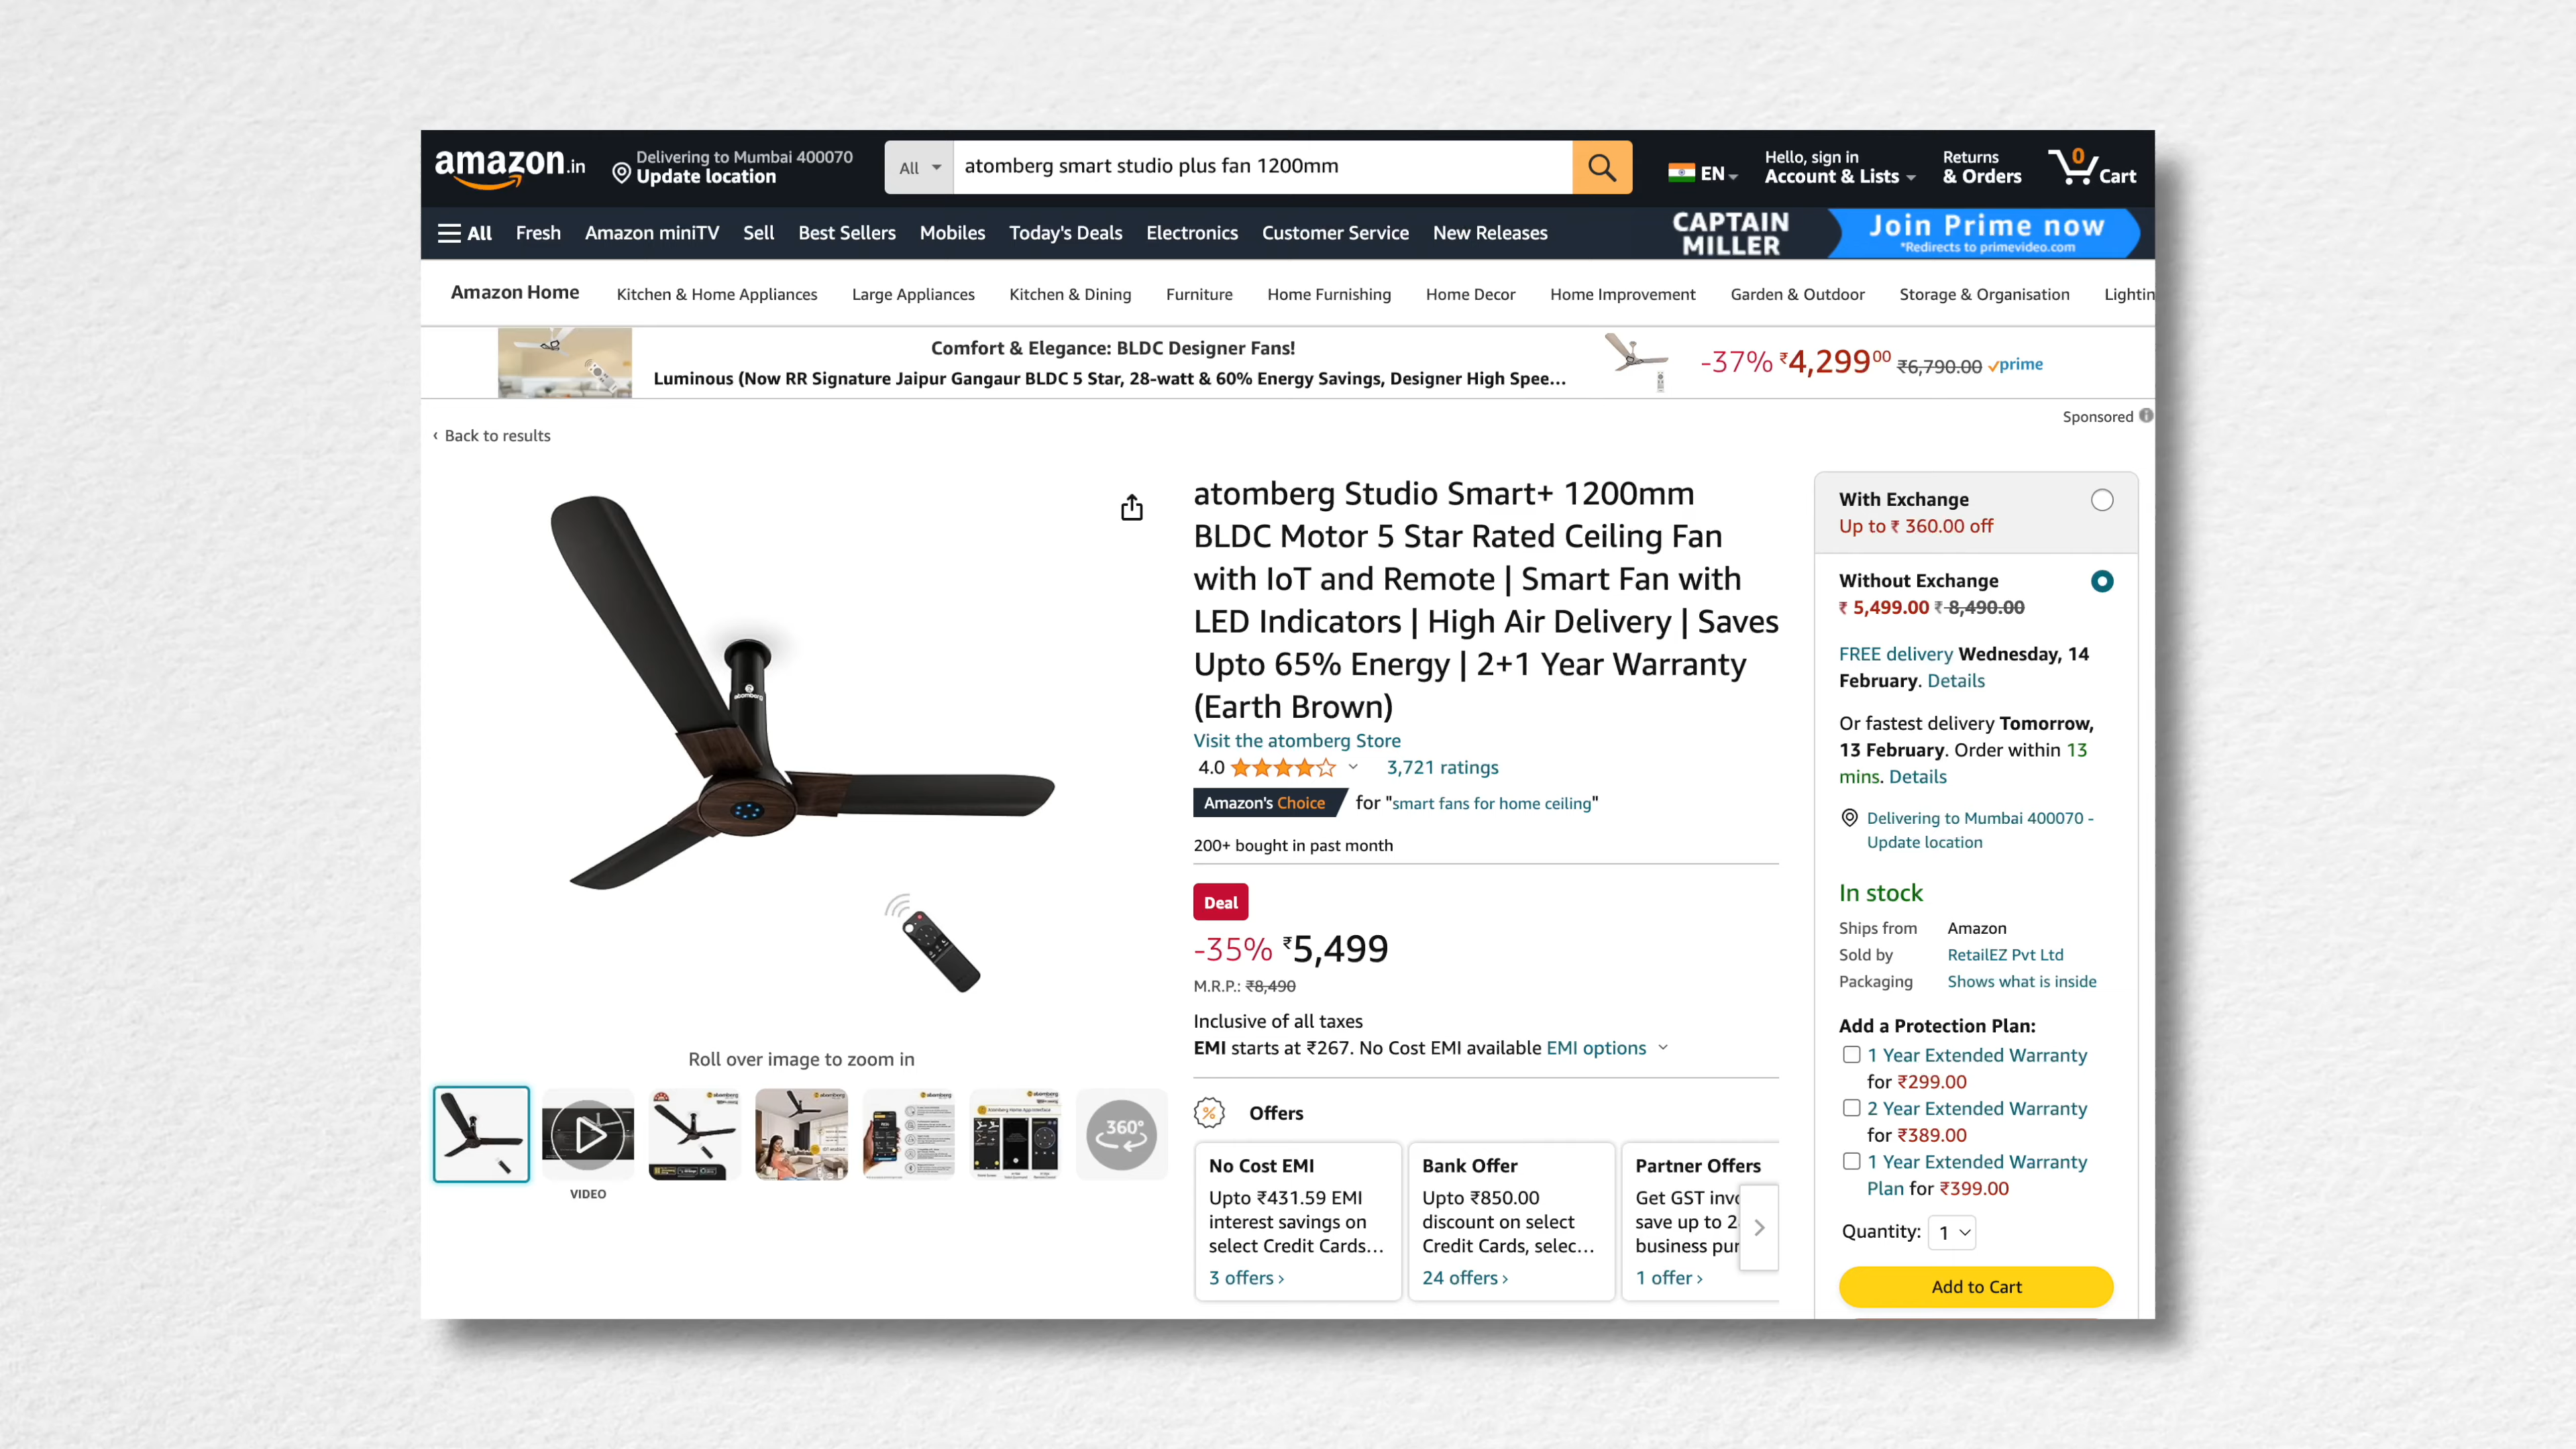 amazon.in
Delivering to Mumbai 400070
Update location
All
atomberg smart studio plus fan 1200mm
EN
Hello, sign in
Account & Lists
Returns
& Orders
0
Cart
All
Fresh
Amazon miniTV
Sell
Best Sellers
Mobiles
Today's Deals
Electronics
Customer Service
New Releases
CAPTAIN
MILLER
Join Prime now
*Redirects to primevideo.com
Amazon Home
Kitchen & Home Appliances
Large Appliances
Kitchen & Dining
Furniture
Home Furnishing
Home Decor
Home Improvement
Garden & Outdoor
Storage & Organisation
Lightin
Comfort & Elegance: BLDC Designer Fans!
Luminous (Now RR Signature Jaipur Gangaur BLDC 5 Star, 28-watt & 60% Energy Savings, Designer High Spee...
-37% ₹4,29900 ₹6,790.00 prime
Sponsored
‹ Back to results
atomberg
Roll over image to zoom in
VIDEO
360°
atomberg Studio Smart+ 1200mm
BLDC Motor 5 Star Rated Ceiling Fan
with IoT and Remote | Smart Fan with
LED Indicators | High Air Delivery | Saves
Upto 65% Energy | 2+1 Year Warranty
(Earth Brown)
Visit the atomberg Store
4.0
3,721 ratings
Amazon's Choice for "smart fans for home ceiling"
200+ bought in past month
Deal
-35% ₹5,499
M.R.P.: ₹8,490
Inclusive of all taxes
EMI starts at ₹267. No Cost EMI available EMI options
Offers
No Cost EMI
Upto ₹431.59 EMI
interest savings on
select Credit Cards...
3 offers ›
Bank Offer
Upto ₹850.00
discount on select
Credit Cards, selec...
24 offers ›
Partner Offers
Get GST invo
save up to 2
business pur
1 offer ›
With Exchange
Up to ₹ 360.00 off
Without Exchange
₹ 5,499.00 ₹ 8,490.00
FREE delivery Wednesday, 14
February. Details
Or fastest delivery Tomorrow,
13 February. Order within 13
mins. Details
Delivering to Mumbai 400070 -
Update location
In stock
Ships from Amazon
Sold by RetailEZ Pvt Ltd
Packaging Shows what is inside
Add a Protection Plan:
1 Year Extended Warranty
for ₹299.00
2 Year Extended Warranty
for ₹389.00
1 Year Extended Warranty
Plan for ₹399.00
Quantity: 1
Add to Cart